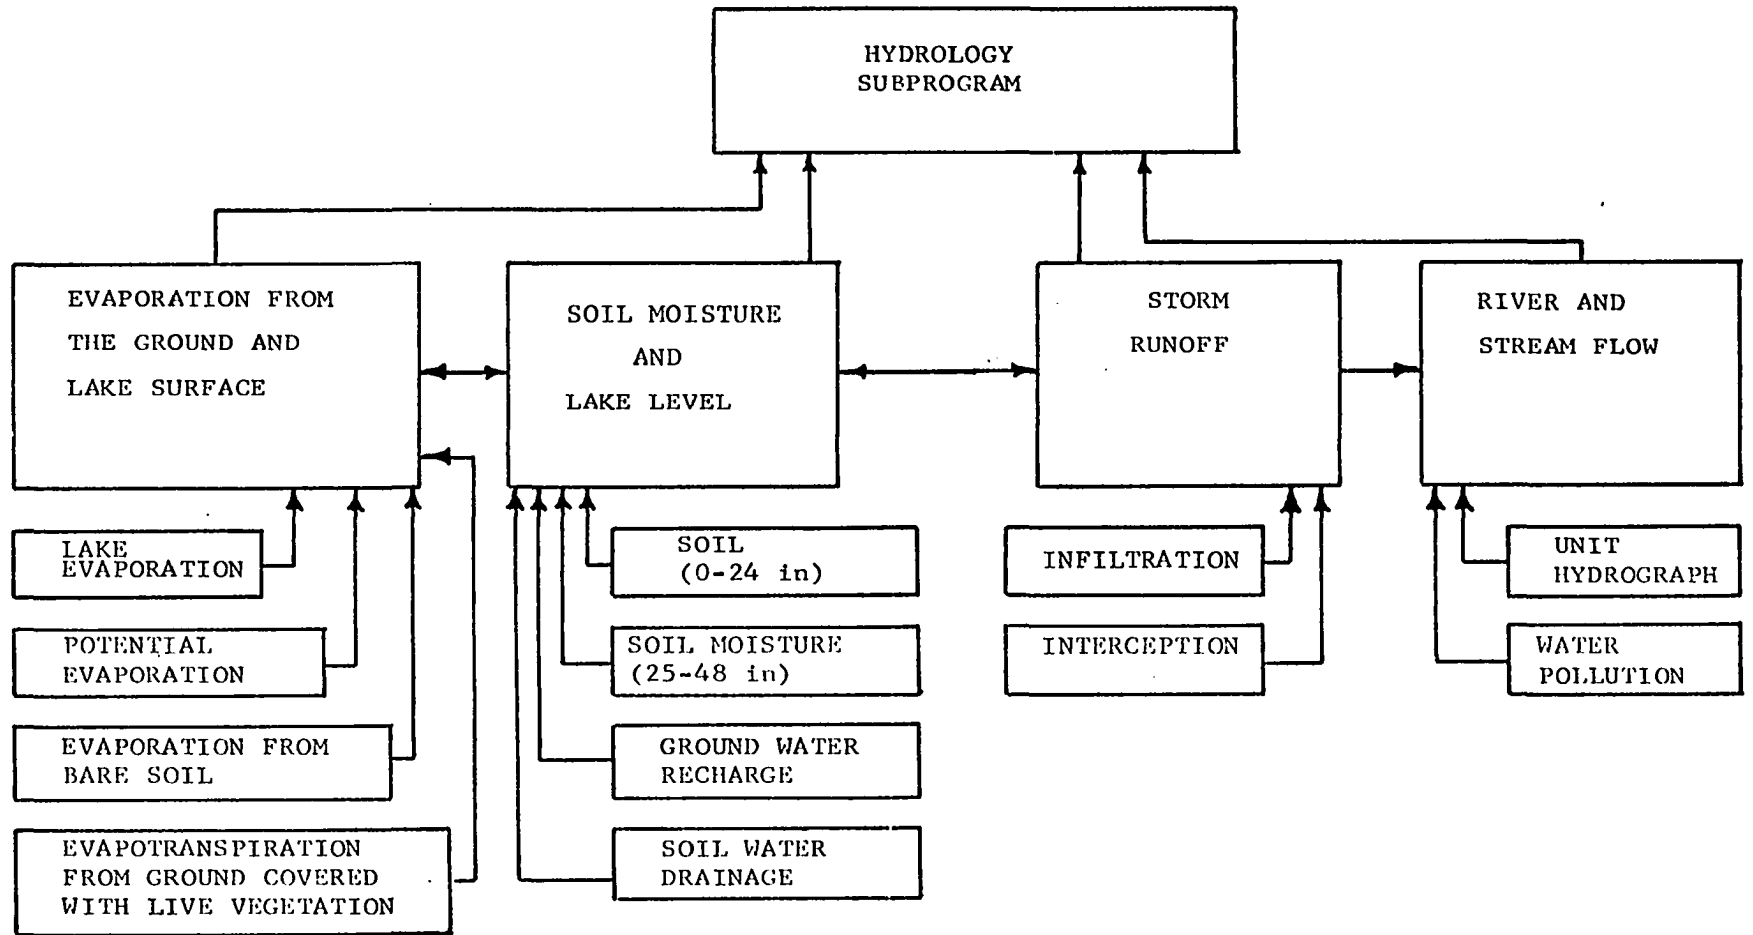 HYDROLOGY
SUBPROGRAM
EVAPORATION FROM
THE GROUND AND
LAKE SURFACE
SOIL MOISTURE
AND
LAKE LEVEL
STORM
RUNOFF
RIVER AND
STREAM FLOW
LAKE
EVAPORATION
POTENTIAL
EVAPORATION
EVAPORATION FROM
BARE SOIL
EVAPOTRANSPIRATION
FROM GROUND COVERED
WITH LIVE VEGETATION
SOIL
(0-24 in)
SOIL MOISTURE
(25-48 in)
GROUND WATER
RECHARGE
SOIL WATER
DRAINAGE
INFILTRATION
INTERCEPTION
UNIT
HYDROGRAPH
WATER
POLLUTION